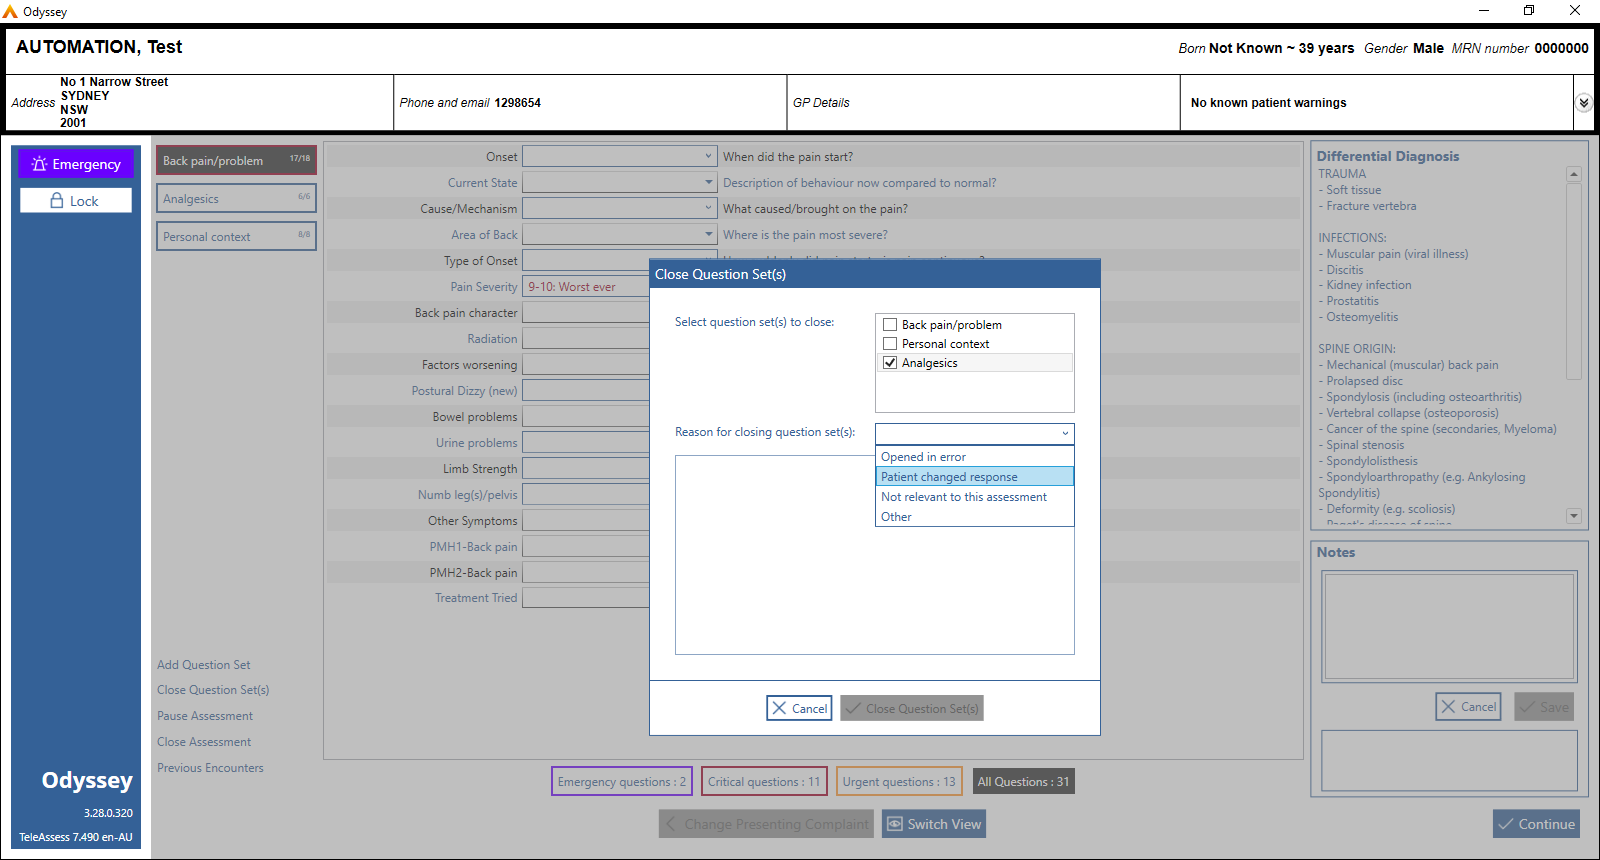 Odyssey
AUTOMATION, Test
Born Not Known ~ 39 years Gender Male MRN number 0000000
Address
No 1 Narrow Street
SYDNEY
NSW
2001
Phone and email 1298654
GP Details
No known patient warnings
Emergency
Lock
Back pain/problem 17/18
Analgesics 6/6
Personal context 8/8
Add Question Set
Close Question Set(s)
Pause Assessment
Close Assessment
Previous Encounters
Odyssey
3.28.0.320
TeleAssess 7.490 en-AU
Onset When did the pain start?
Current State Description of behaviour now compared to normal?
Cause/Mechanism What caused/brought on the pain?
Area of Back Where is the pain most severe?
Type of Onset
Pain Severity 9-10: Worst ever
Back pain character
Radiation
Factors worsening
Postural Dizzy (new)
Bowel problems
Urine problems
Limb Strength
Numb leg(s)/pelvis
Other Symptoms
PMH1-Back pain
PMH2-Back pain
Treatment Tried
Close Question Set(s)
Select question set(s) to close:
Back pain/problem
Personal context
Analgesics
Reason for closing question set(s):
Opened in error
Patient changed response
Not relevant to this assessment
Other
Cancel
Close Question Set(s)
Emergency questions : 2
Critical questions : 11
Urgent questions : 13
All Questions : 31
Change Presenting Complaint
Switch View
Differential Diagnosis
TRAUMA
- Soft tissue
- Fracture vertebra
INFECTIONS:
- Muscular pain (viral illness)
- Discitis
- Kidney infection
- Prostatitis
- Osteomyelitis
SPINE ORIGIN:
- Mechanical (muscular) back pain
- Prolapsed disc
- Spondylosis (including osteoarthritis)
- Vertebral collapse (osteoporosis)
- Cancer of the spine (secondaries, Myeloma)
- Spinal stenosis
- Spondylolisthesis
- Spondyloarthropathy (e.g. Ankylosing
Spondylitis)
- Deformity (e.g. scoliosis)
- Paget's disease of spine
Notes
Cancel
Save
Continue